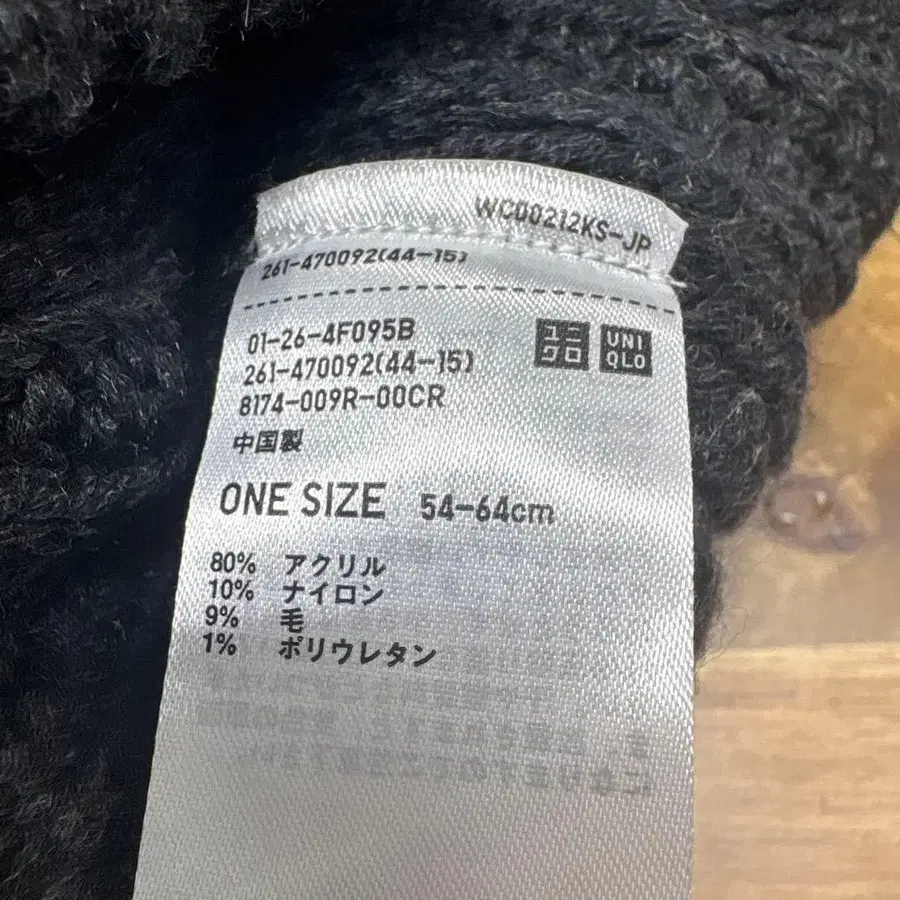 WC00212KS-JP
261-470092(44-15)
01-26-4F095B
261-470092(44-15)
8174-009R-00CR
中国製
ユニ
クロ
UNI
QLO
ONE SIZE 54-64cm
80% アクリル
10% ナイロン
9% 毛
1% ポリウレタン